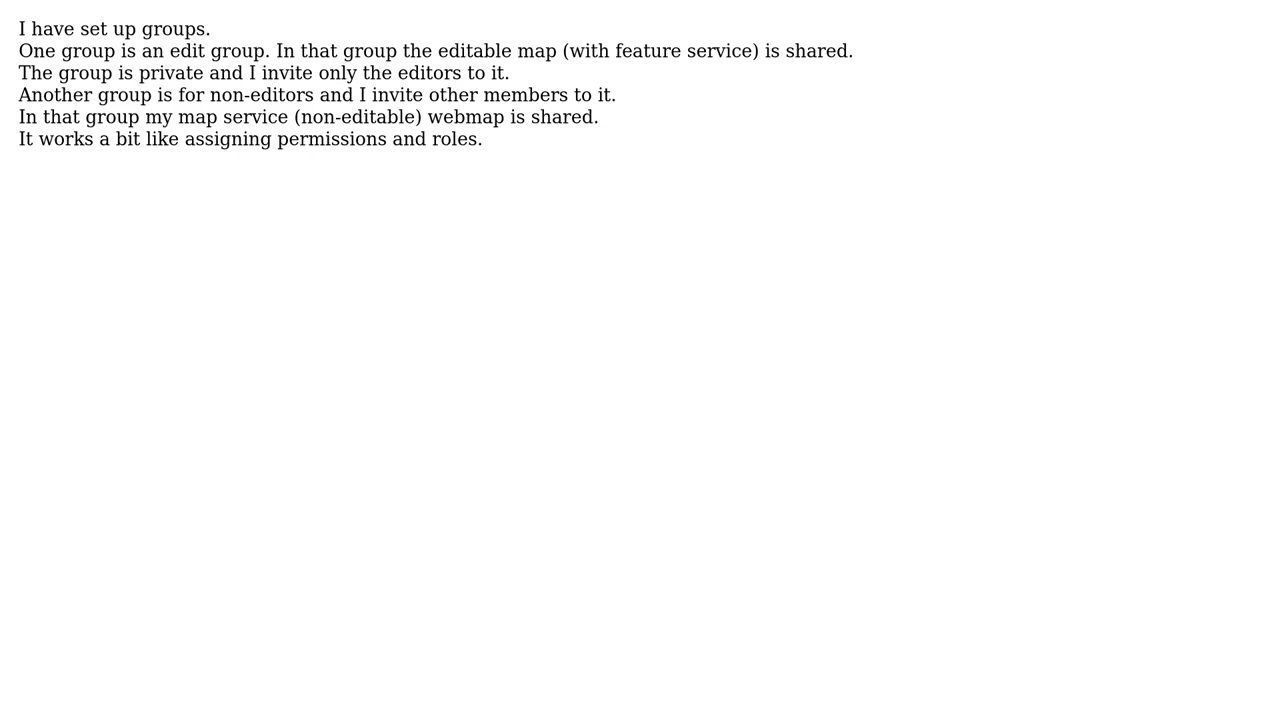 I have set up groups.
One group is an edit group. In that group the editable map (with feature service) is shared.
The group is private and I invite only the editors to it.
Another group is for non-editors and I invite other members to it.
In that group my map service (non-editable) webmap is shared.
It works a bit like assigning permissions and roles.